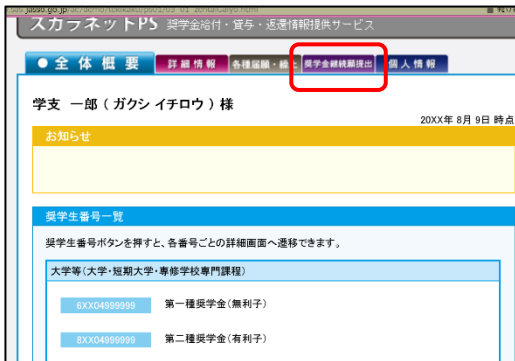 スカラネットPS 奨学金給付・貸与・返還情報提供サービス
●全体概要 詳細情報 各種届願・繰上 奨学金継続願提出 個人情報
学支 一郎（ガクシ イチロウ）様
20XX年 8月 9日 時点
お知らせ
奨学生番号一覧
奨学生番号ボタンを押すと、各番号ごとの詳細画面へ遷移できます。
大学等（大学・短期大学・専修学校専門課程）
6XX04999999 第一種奨学金（無利子）
8XX04999999 第二種奨学金（有利子）